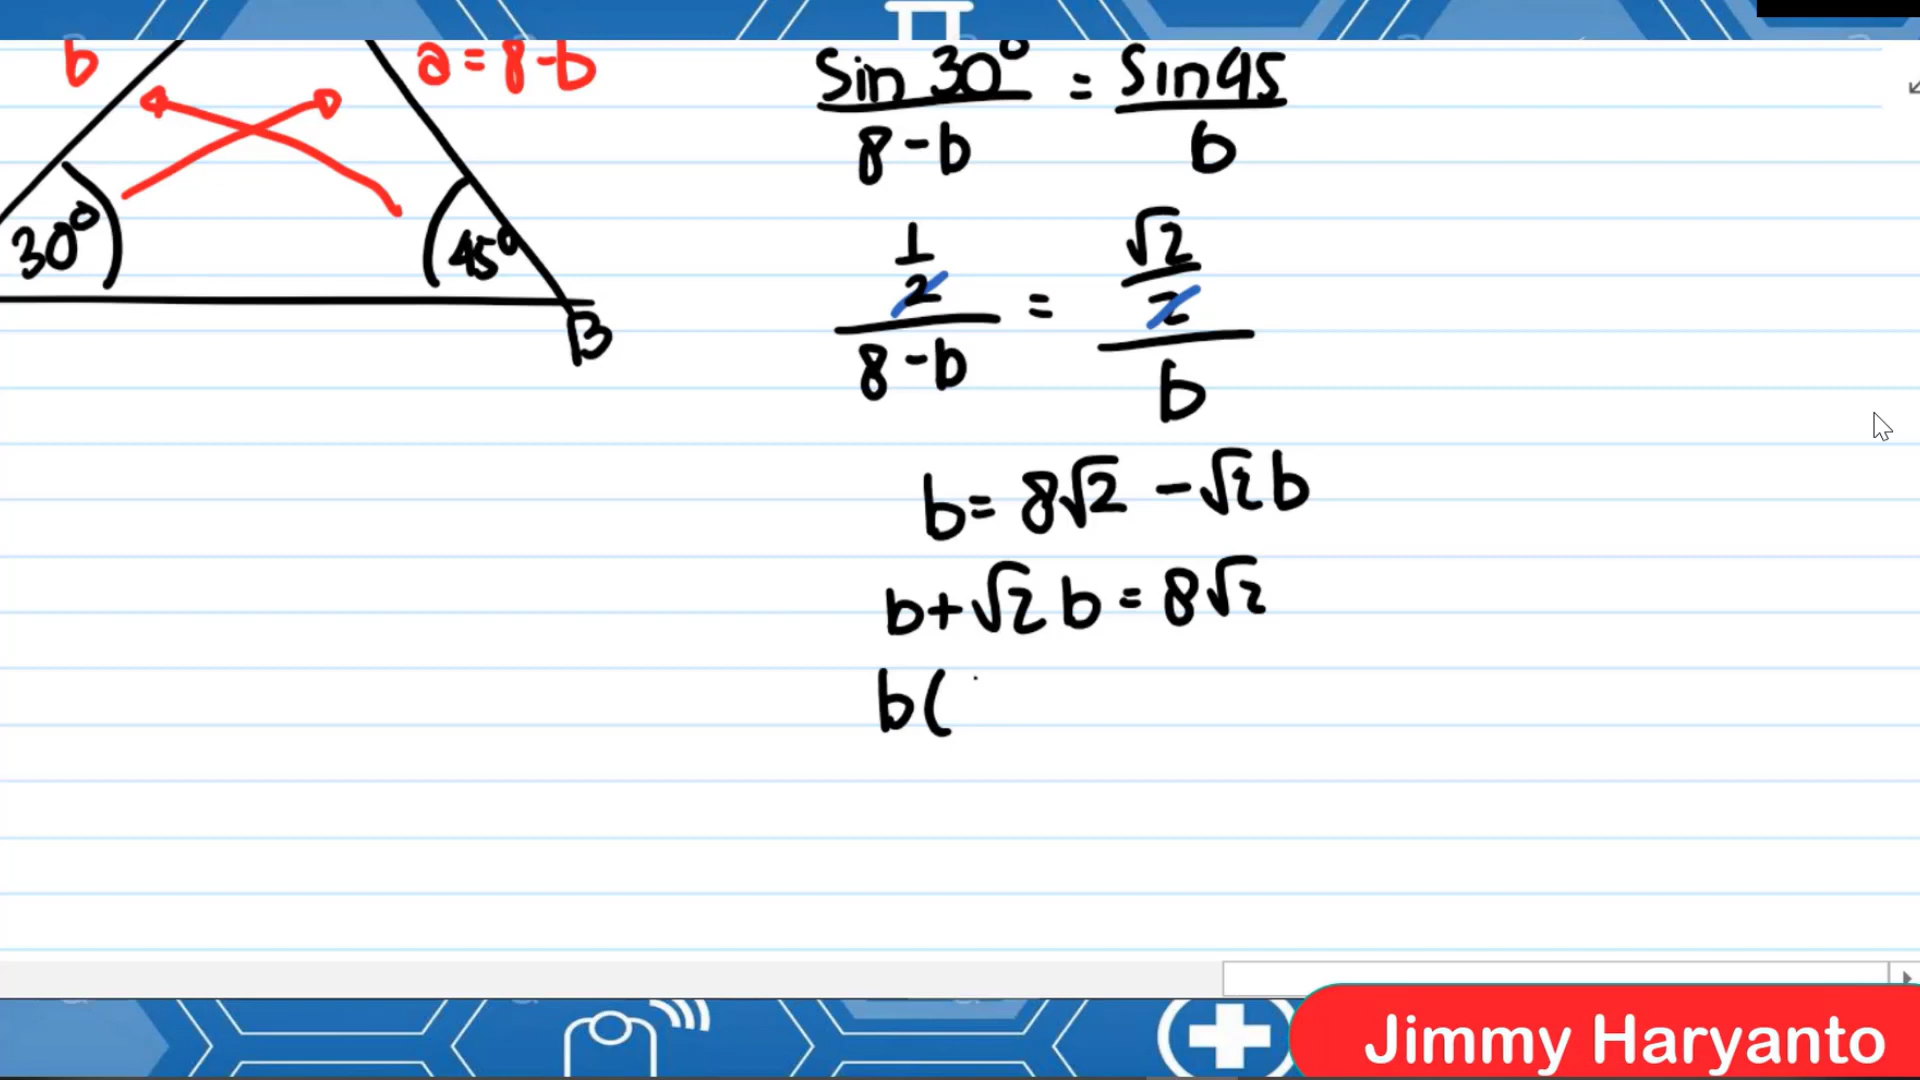 b
a = 8 - b
30°
45°
B
Sin 30° = Sin 45
8 - b b
1 √2
2 = 2
8 - b b
b = 8√2 - √2 b
b + √2 b = 8√2
b (
Jimmy Haryanto